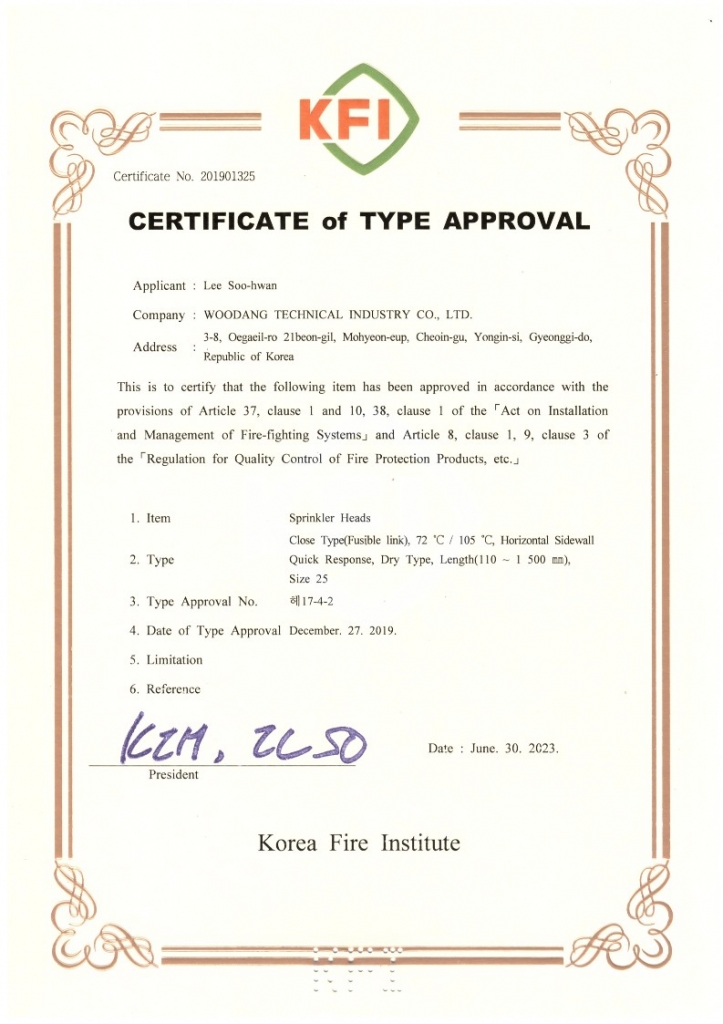 KFI
Certificate No. 201901325
CERTIFICATE of TYPE APPROVAL
Applicant : Lee Soo-hwan
Company : WOODANG TECHNICAL INDUSTRY CO., LTD.
Address : 3-8, Oegaeil-ro 21beon-gil, Mohyeon-eup, Cheoin-gu, Yongin-si, Gyeonggi-do,
Republic of Korea
This is to certify that the following item has been approved in accordance with the
provisions of Article 37, clause 1 and 10, 38, clause 1 of the「Act on Installation
and Management of Fire-fighting Systems」and Article 8, clause 1, 9, clause 3 of
the「Regulation for Quality Control of Fire Protection Products, etc.」
1. Item Sprinkler Heads
2. Type Close Type(Fusible link), 72 ℃ / 105 ℃, Horizontal Sidewall
Quick Response, Dry Type, Length(110 ~ 1 500 ㎜),
Size 25
3. Type Approval No. 헤17-4-2
4. Date of Type Approval December. 27. 2019.
5. Limitation
6. Reference
KIM,
President
Date : June. 30. 2023.
Korea Fire Institute
KFI